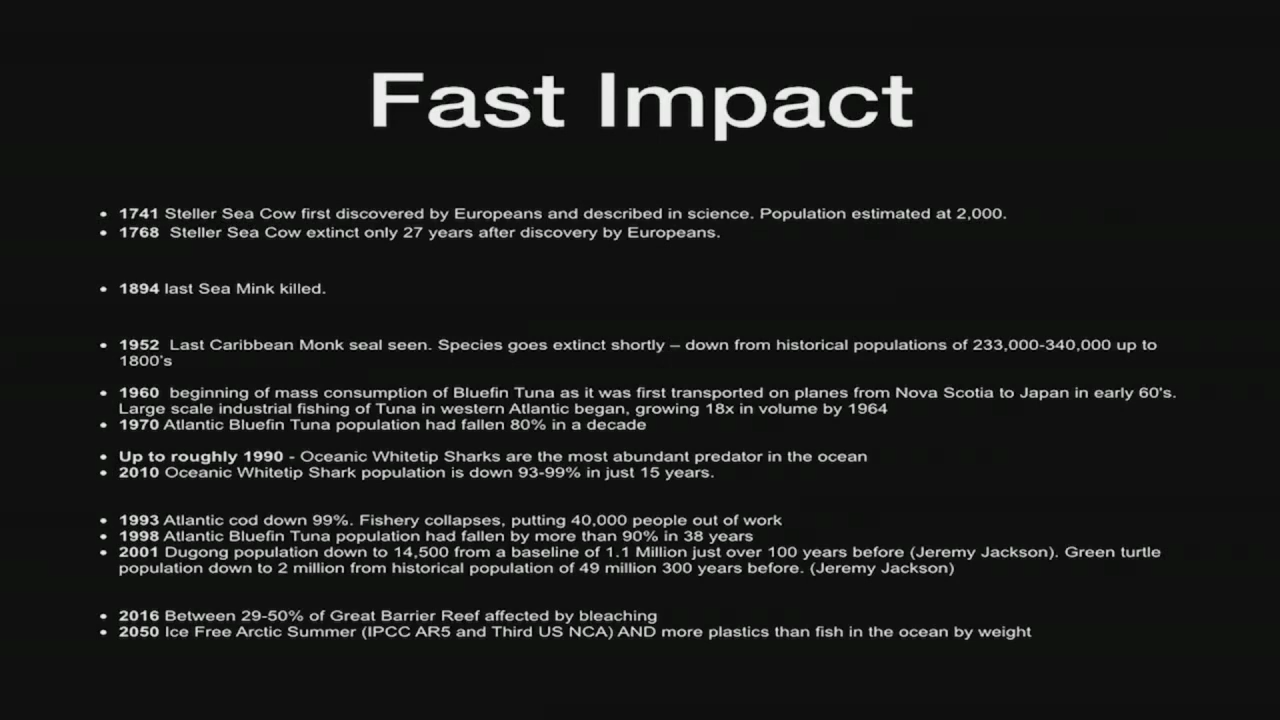 Fast Impact
• 1741 Steller Sea Cow first discovered by Europeans and described in science. Population estimated at 2,000.
• 1768  Steller Sea Cow extinct only 27 years after discovery by Europeans.
• 1894 last Sea Mink killed.
• 1952  Last Caribbean Monk seal seen. Species goes extinct shortly – down from historical populations of 233,000-340,000 up to
1800's
• 1960  beginning of mass consumption of Bluefin Tuna as it was first transported on planes from Nova Scotia to Japan in early 60's.
Large scale industrial fishing of Tuna in western Atlantic began, growing 18x in volume by 1964
• 1970 Atlantic Bluefin Tuna population had fallen 80% in a decade
• Up to roughly 1990 - Oceanic Whitetip Sharks are the most abundant predator in the ocean
• 2010 Oceanic Whitetip Shark population is down 93-99% in just 15 years.
• 1993 Atlantic cod down 99%. Fishery collapses, putting 40,000 people out of work
• 1998 Atlantic Bluefin Tuna population had fallen by more than 90% in 38 years
• 2001 Dugong population down to 14,500 from a baseline of 1.1 Million just over 100 years before (Jeremy Jackson). Green turtle
population down to 2 million from historical population of 49 million 300 years before. (Jeremy Jackson)
• 2016 Between 29-50% of Great Barrier Reef affected by bleaching
• 2050 Ice Free Arctic Summer (IPCC AR5 and Third US NCA) AND more plastics than fish in the ocean by weight